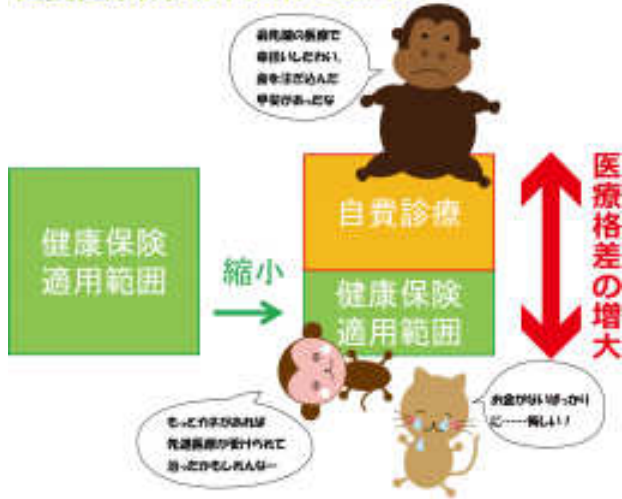 最先端の医療で
命拾いしたわい、
金を注ぎ込んだ
甲斐があったな
健康保険
適用範囲
縮小
自費診療
健康保険
適用範囲
医療格差の増大
もっとカネがあれば
先進医療が受けられて
治ったかもしれんな…
お金がないばっかり
に……悔しい！